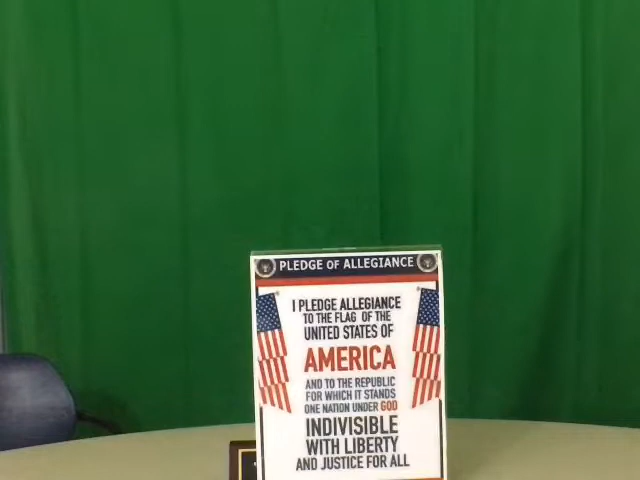 PLEDGE OF ALLEGIANCE
I PLEDGE ALLEGIANCE
TO THE FLAG OF THE
UNITED STATES OF
AMERICA
AND TO THE REPUBLIC
FOR WHICH IT STANDS
ONE NATION UNDER GOD
INDIVISIBLE
WITH LIBERTY
AND JUSTICE FOR ALL